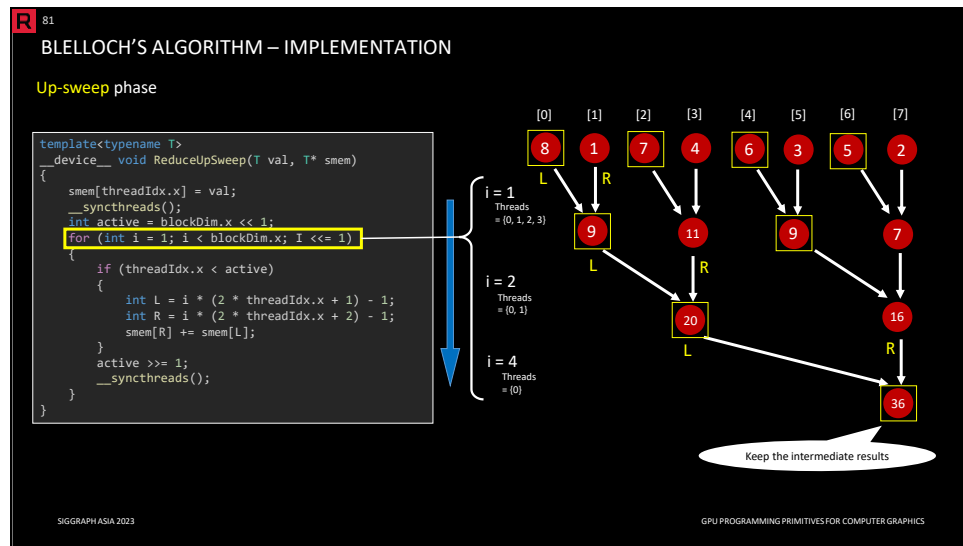 R 81
BLELLOCH'S ALGORITHM – IMPLEMENTATION
Up-sweep phase
template<typename T>
__device__ void ReduceUpSweep(T val, T* smem)
{
smem[threadIdx.x] = val;
__syncthreads();
int active = blockDim.x << 1;
for (int i = 1; i < blockDim.x; I <<= 1)
{
if (threadIdx.x < active)
{
int L = i * (2 * threadIdx.x + 1) - 1;
int R = i * (2 * threadIdx.x + 2) - 1;
smem[R] += smem[L];
}
active >>= 1;
__syncthreads();
}
}
i = 1
Threads
= {0, 1, 2, 3}
i = 2
Threads
= {0, 1}
i = 4
Threads
= {0}
[0] [1] [2] [3] [4] [5] [6] [7]
8 1 7 4 6 3 5 2
L R
9 11 9 7
L R
20 16
L R
36
Keep the intermediate results
SIGGRAPH ASIA 2023
GPU PROGRAMMING PRIMITIVES FOR COMPUTER GRAPHICS